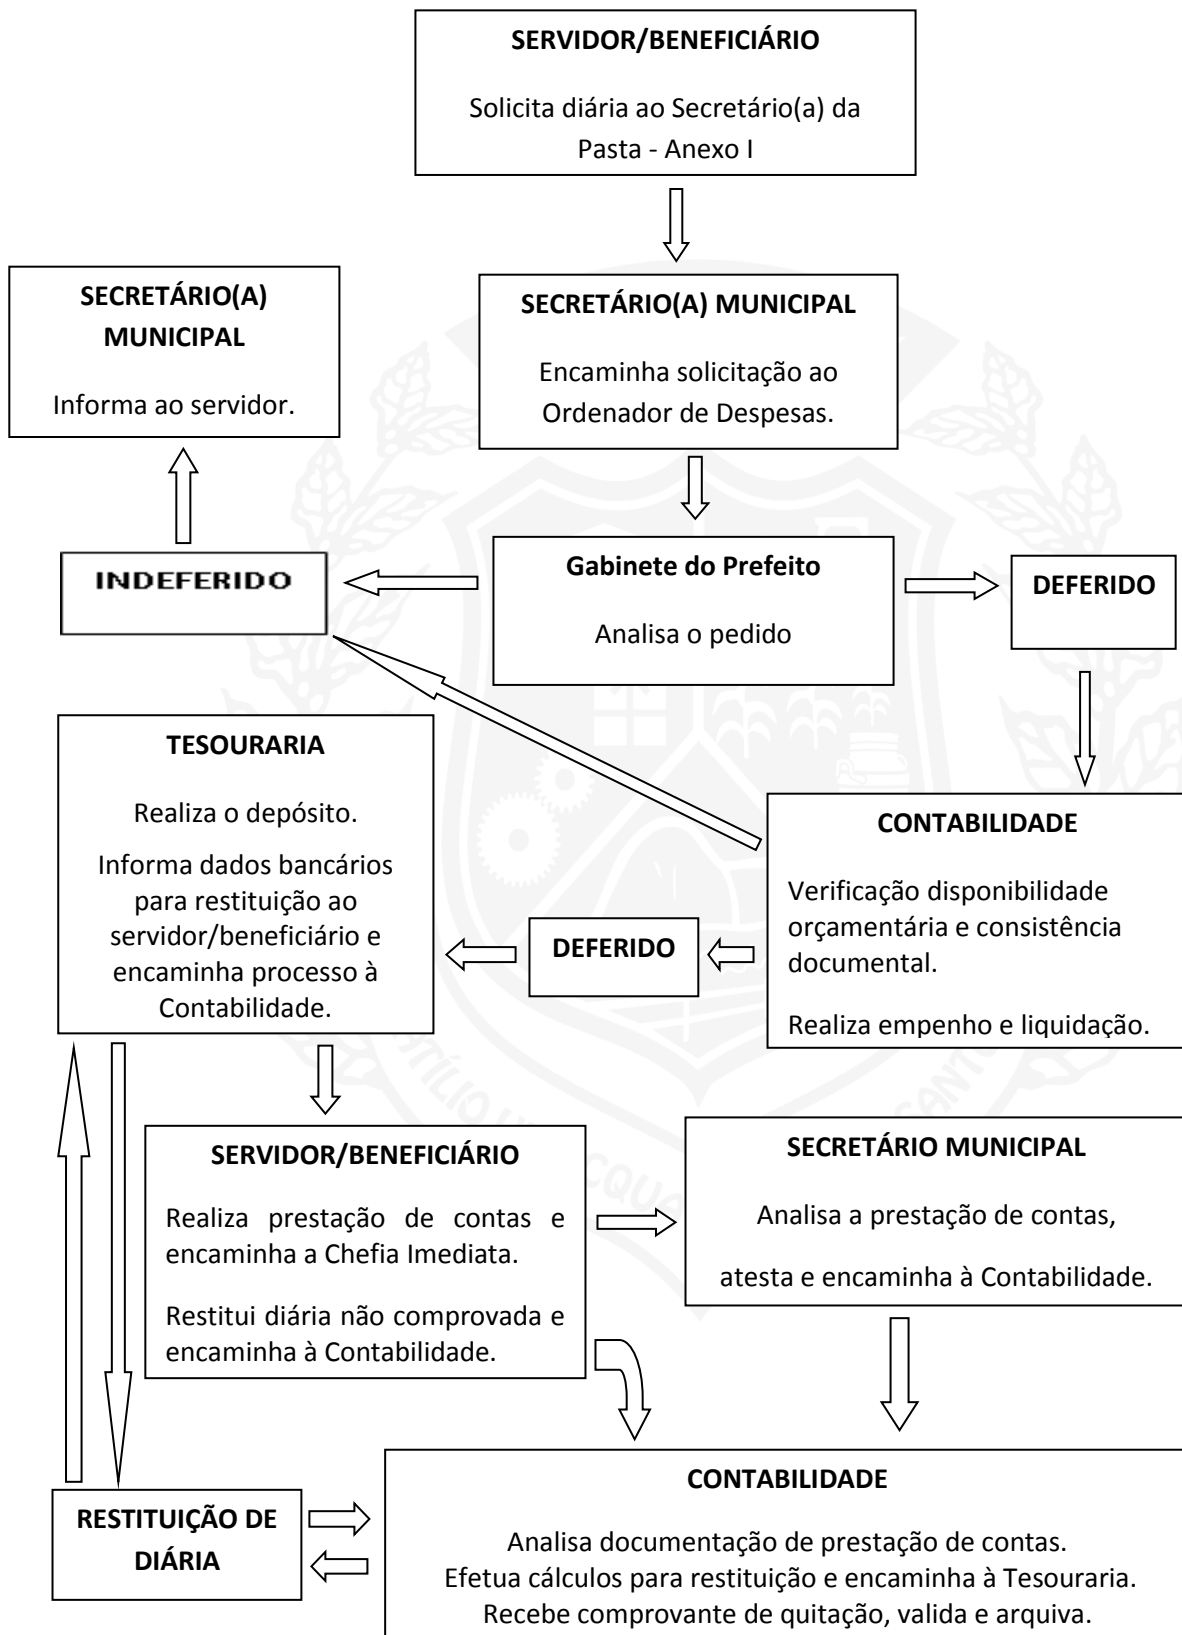 SERVIDOR/BENEFICIÁRIO
Solicita diária ao Secretário(a) da
Pasta - Anexo I
SECRETÁRIO(A)
MUNICIPAL
Informa ao servidor.
SECRETÁRIO(A) MUNICIPAL
Encaminha solicitação ao
Ordenador de Despesas.
INDEFERIDO
Gabinete do Prefeito
Analisa o pedido
DEFERIDO
TESOURARIA
Realiza o depósito.
Informa dados bancários
para restituição ao
servidor/beneficiário e
encaminha processo à
Contabilidade.
DEFERIDO
CONTABILIDADE
Verificação disponibilidade
orçamentária e consistência
documental.
Realiza empenho e liquidação.
SERVIDOR/BENEFICIÁRIO
Realiza prestação de contas e
encaminha a Chefia Imediata.
Restitui diária não comprovada e
encaminha à Contabilidade.
SECRETÁRIO MUNICIPAL
Analisa a prestação de contas,
atesta e encaminha à Contabilidade.
RESTITUIÇÃO DE
DIÁRIA
CONTABILIDADE
Analisa documentação de prestação de contas.
Efetua cálculos para restituição e encaminha à Tesouraria.
Recebe comprovante de quitação, valida e arquiva.